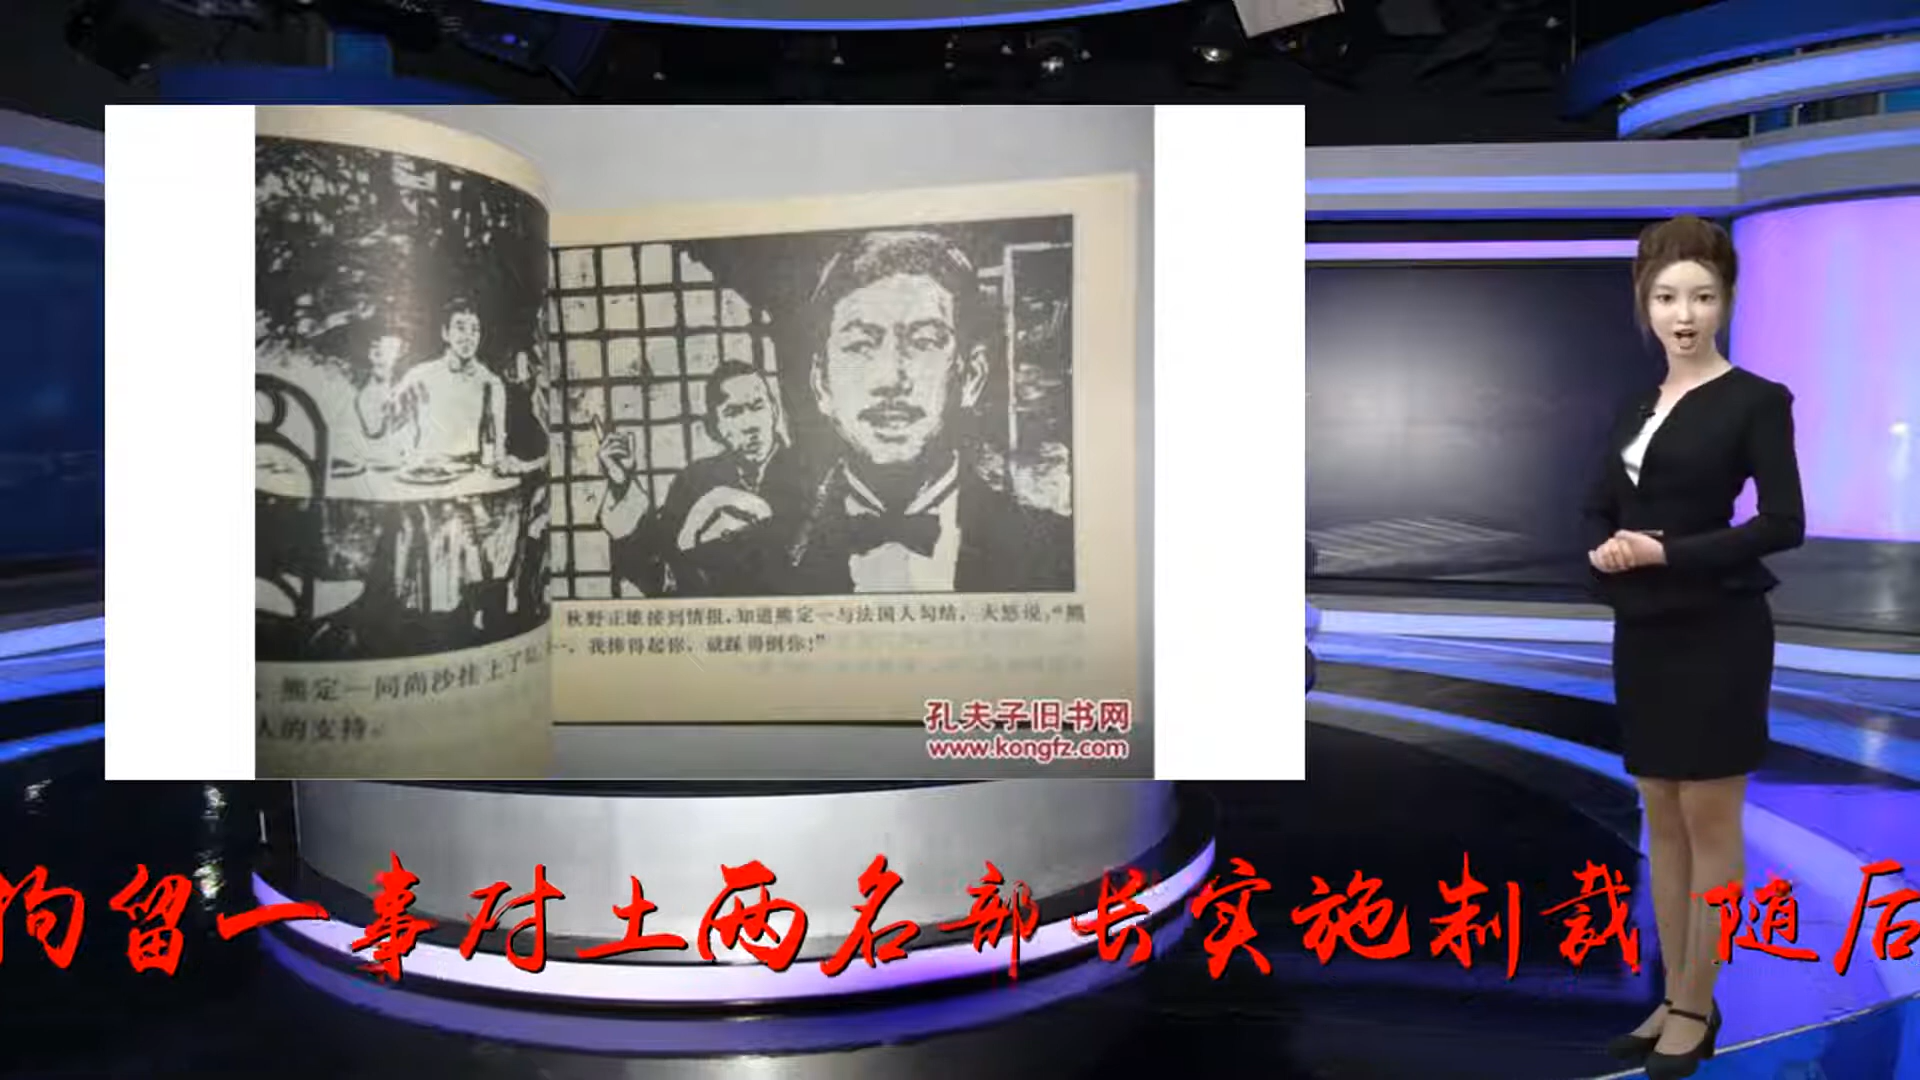 熊定一同尚沙挂上了
人的支持。
秋野正雄接到情报,知道熊定一与法国人勾结,大怒说,“熊
一,我捧得起你,就踩得倒你!”
孔夫子旧书网
www.kongfz.com
拘留一事对土两名部长实施制裁 随后